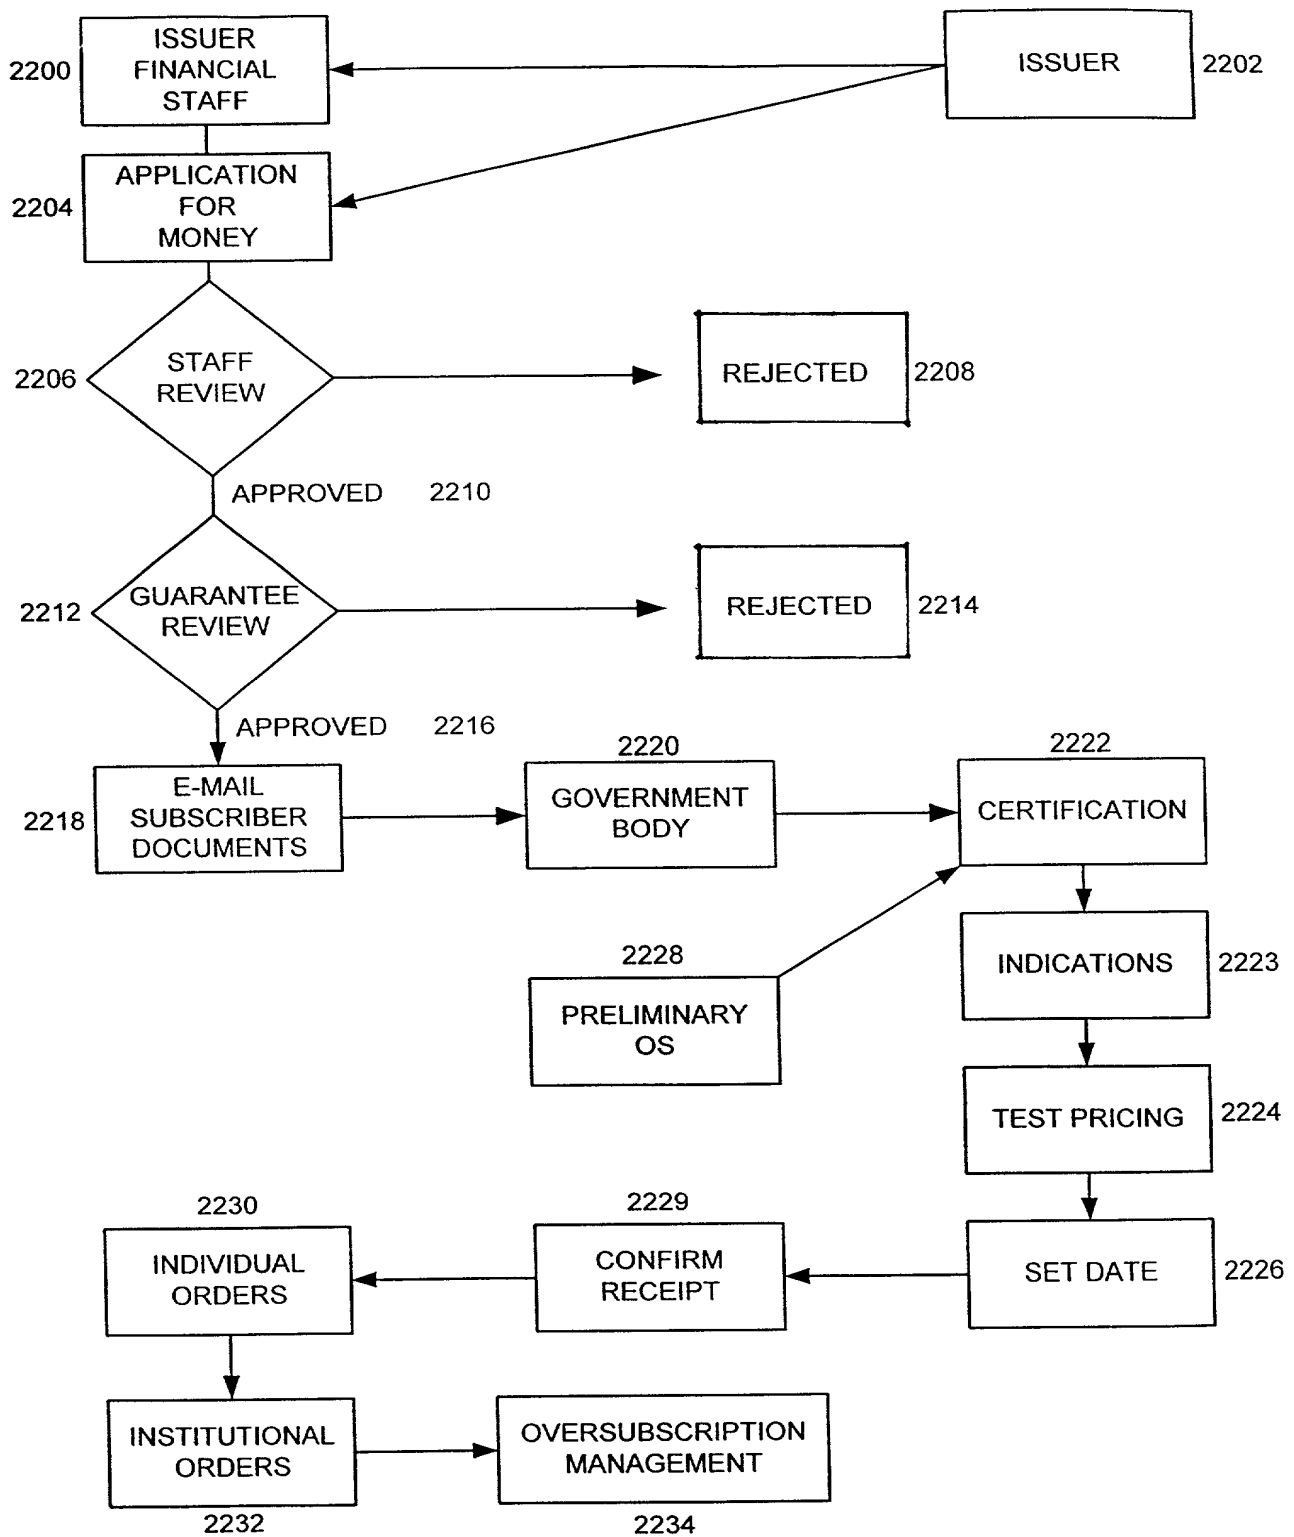 ISSUER
FINANCIAL
STAFF
2200
ISSUER
2202
APPLICATION
FOR
MONEY
2204
STAFF
REVIEW
2206
REJECTED
2208
APPROVED 2210
GUARANTEE
REVIEW
2212
REJECTED
2214
APPROVED 2216
E-MAIL
SUBSCRIBER
DOCUMENTS
2218
2220
GOVERNMENT
BODY
2222
CERTIFICATION
INDICATIONS
2223
2228
PRELIMINARY
OS
TEST PRICING
2224
SET DATE
2226
2229
CONFIRM
RECEIPT
2230
INDIVIDUAL
ORDERS
INSTITUTIONAL
ORDERS
2232
OVERSUBSCRIPTION
MANAGEMENT
2234